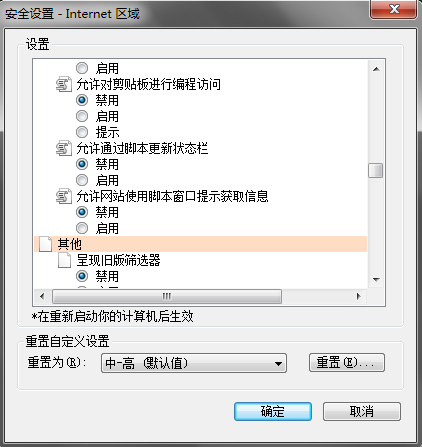 安全设置 - Internet 区域
设置
启用
允许对剪贴板进行编程访问
禁用
启用
提示
允许通过脚本更新状态栏
禁用
启用
允许网站使用脚本窗口提示获取信息
禁用
启用
其他
呈现旧版筛选器
禁用
*在重新启动你的计算机后生效
重置自定义设置
重置为(R):
中-高 (默认值)
重置(E)...
确定
取消